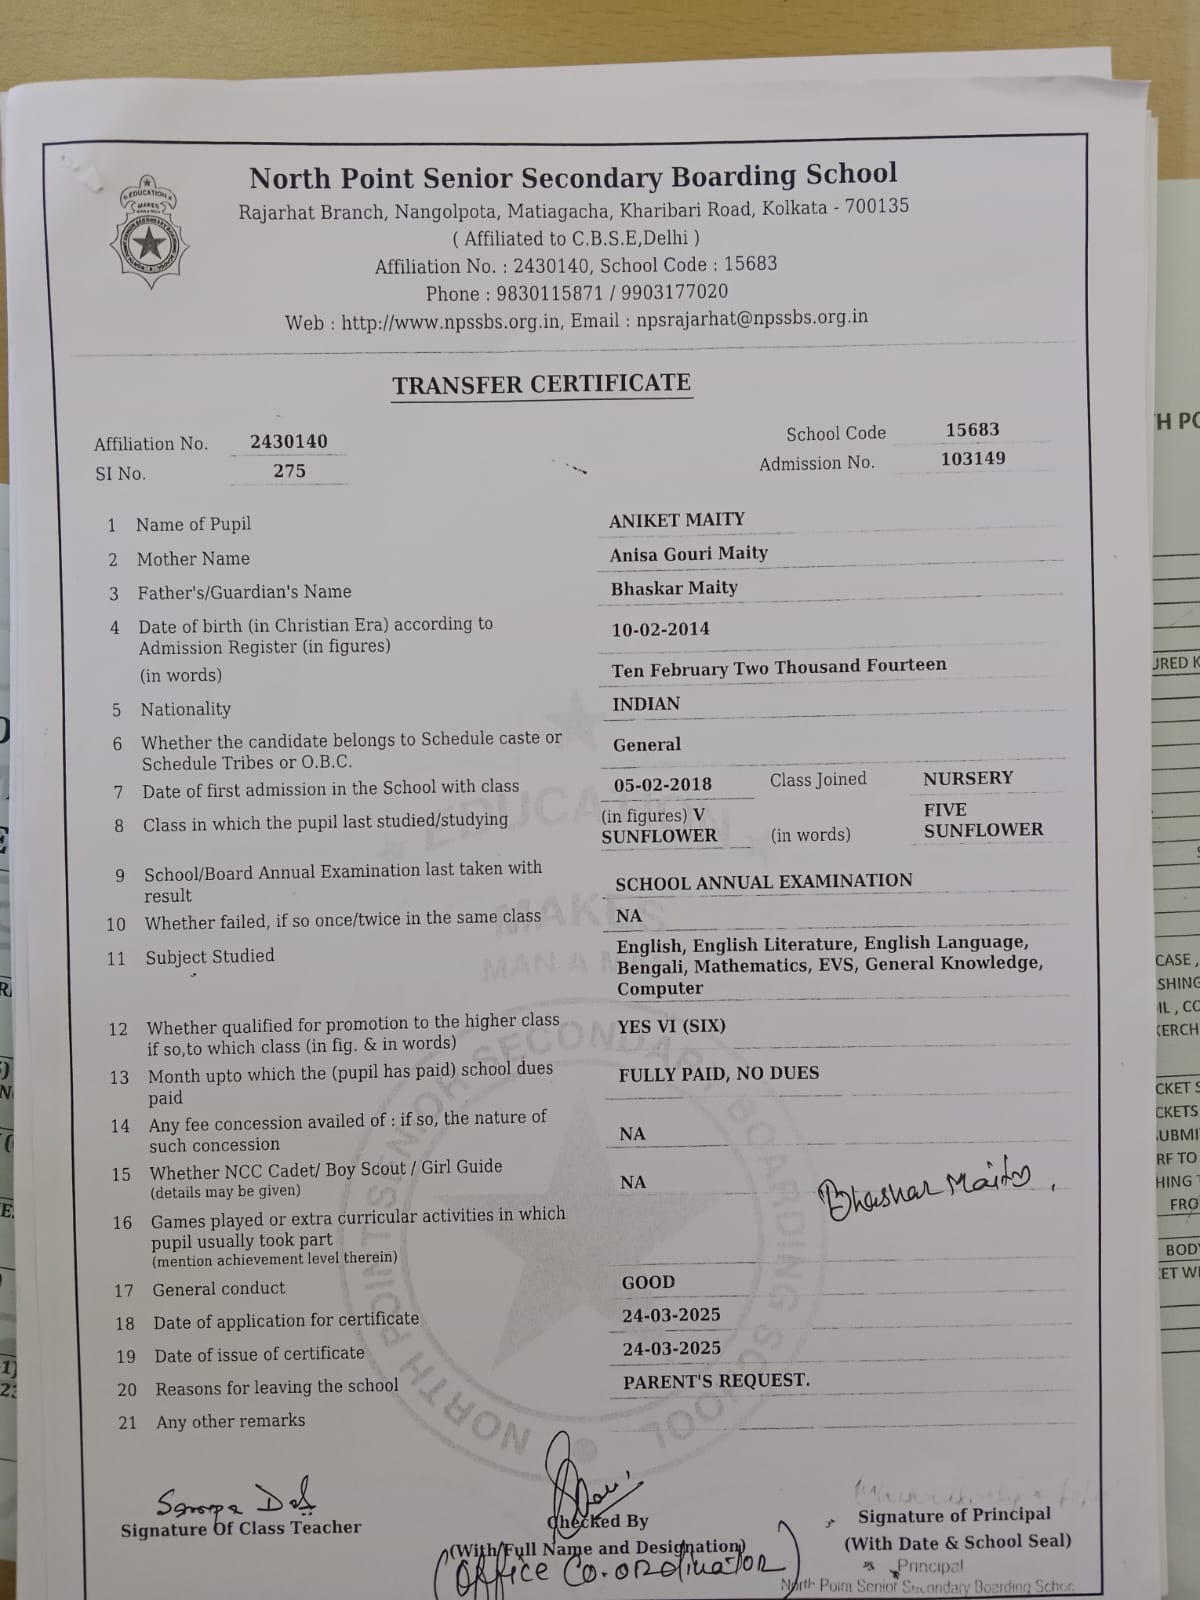 North Point Senior Secondary Boarding School
Rajarhat Branch, Nangolpota, Matiagacha, Kharibari Road, Kolkata - 700135
( Affiliated to C.B.S.E,Delhi )
Affiliation No. : 2430140, School Code : 15683
Phone : 9830115871 / 9903177020
Web : http://www.npssbs.org.in, Email : npsrajarhat@npssbs.org.in
EDUCATION
MAKES
TRANSFER CERTIFICATE
Affiliation No. 2430140 School Code 15683
SI No. 275 Admission No. 103149
1 Name of Pupil ANIKET MAITY
2 Mother Name Anisa Gouri Maity
3 Father's/Guardian's Name Bhaskar Maity
4 Date of birth (in Christian Era) according to
Admission Register (in figures) 10-02-2014
(in words) Ten February Two Thousand Fourteen
5 Nationality INDIAN
6 Whether the candidate belongs to Schedule caste or
Schedule Tribes or O.B.C. General
7 Date of first admission in the School with class 05-02-2018 Class Joined NURSERY
8 Class in which the pupil last studied/studying (in figures) V
SUNFLOWER (in words) FIVE
SUNFLOWER
9 School/Board Annual Examination last taken with
result SCHOOL ANNUAL EXAMINATION
10 Whether failed, if so once/twice in the same class NA
11 Subject Studied English, English Literature, English Language,
Bengali, Mathematics, EVS, General Knowledge,
Computer
12 Whether qualified for promotion to the higher class
if so,to which class (in fig. & in words) YES VI (SIX)
13 Month upto which the (pupil has paid) school dues
paid FULLY PAID, NO DUES
14 Any fee concession availed of : if so, the nature of
such concession NA
15 Whether NCC Cadet/ Boy Scout / Girl Guide
(details may be given) NA
Bhaskar Maity
16 Games played or extra curricular activities in which
pupil usually took part
(mention achievement level therein)
17 General conduct GOOD
18 Date of application for certificate 24-03-2025
19 Date of issue of certificate 24-03-2025
20 Reasons for leaving the school PARENT'S REQUEST.
21 Any other remarks
EDUCATION
MAKES
MAN A MAN
NORTH POINT SENIOR SECONDARY BOARDING SCHOOL
Signature Of Class Teacher
Checked By
(With Full Name and Designation)
(Office Co-ordinator)
Signature of Principal
(With Date & School Seal)
Principal
North Point Senior Secondary Boarding School